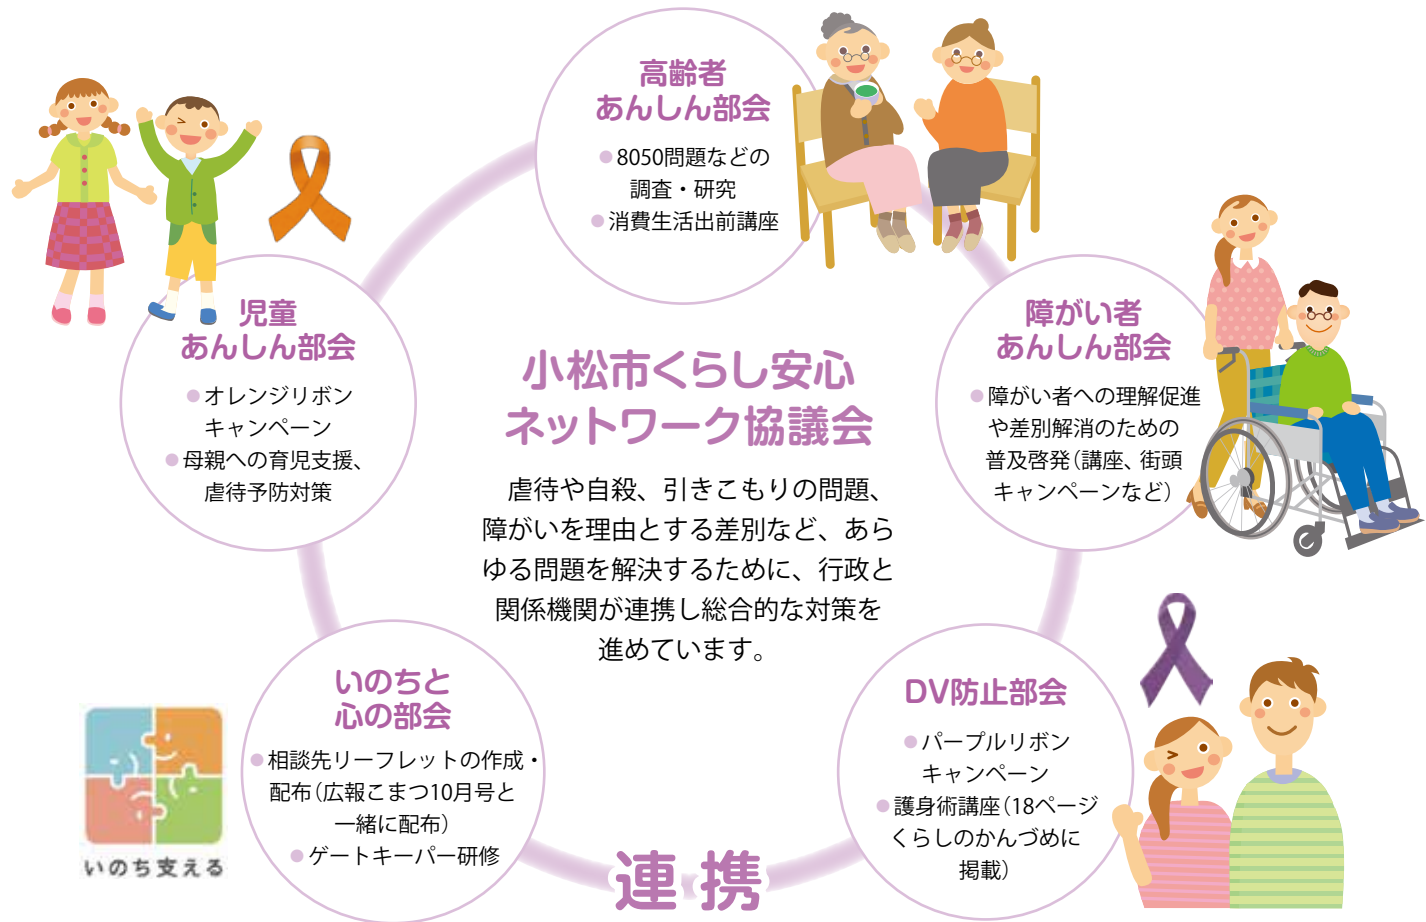 高齢者
あんしん部会
●8050問題などの
調査・研究
●消費生活出前講座
児童
あんしん部会
●オレンジリボン
キャンペーン
●母親への育児支援、
虐待予防対策
障がい者
あんしん部会
●障がい者への理解促進
や差別解消のための
普及啓発（講座、街頭
キャンペーンなど）
小松市くらし安心
ネットワーク協議会
虐待や自殺、引きこもりの問題、
障がいを理由とする差別など、あら
ゆる問題を解決するために、行政と
関係機関が連携し総合的な対策を
進めています。
いのちと
心の部会
●相談先リーフレットの作成・
配布（広報こまつ10月号と
一緒に配布）
●ゲートキーパー研修
DV防止部会
●パープルリボン
キャンペーン
●護身術講座（18ページ
くらしのかんづめに
掲載）
いのち支える
連携